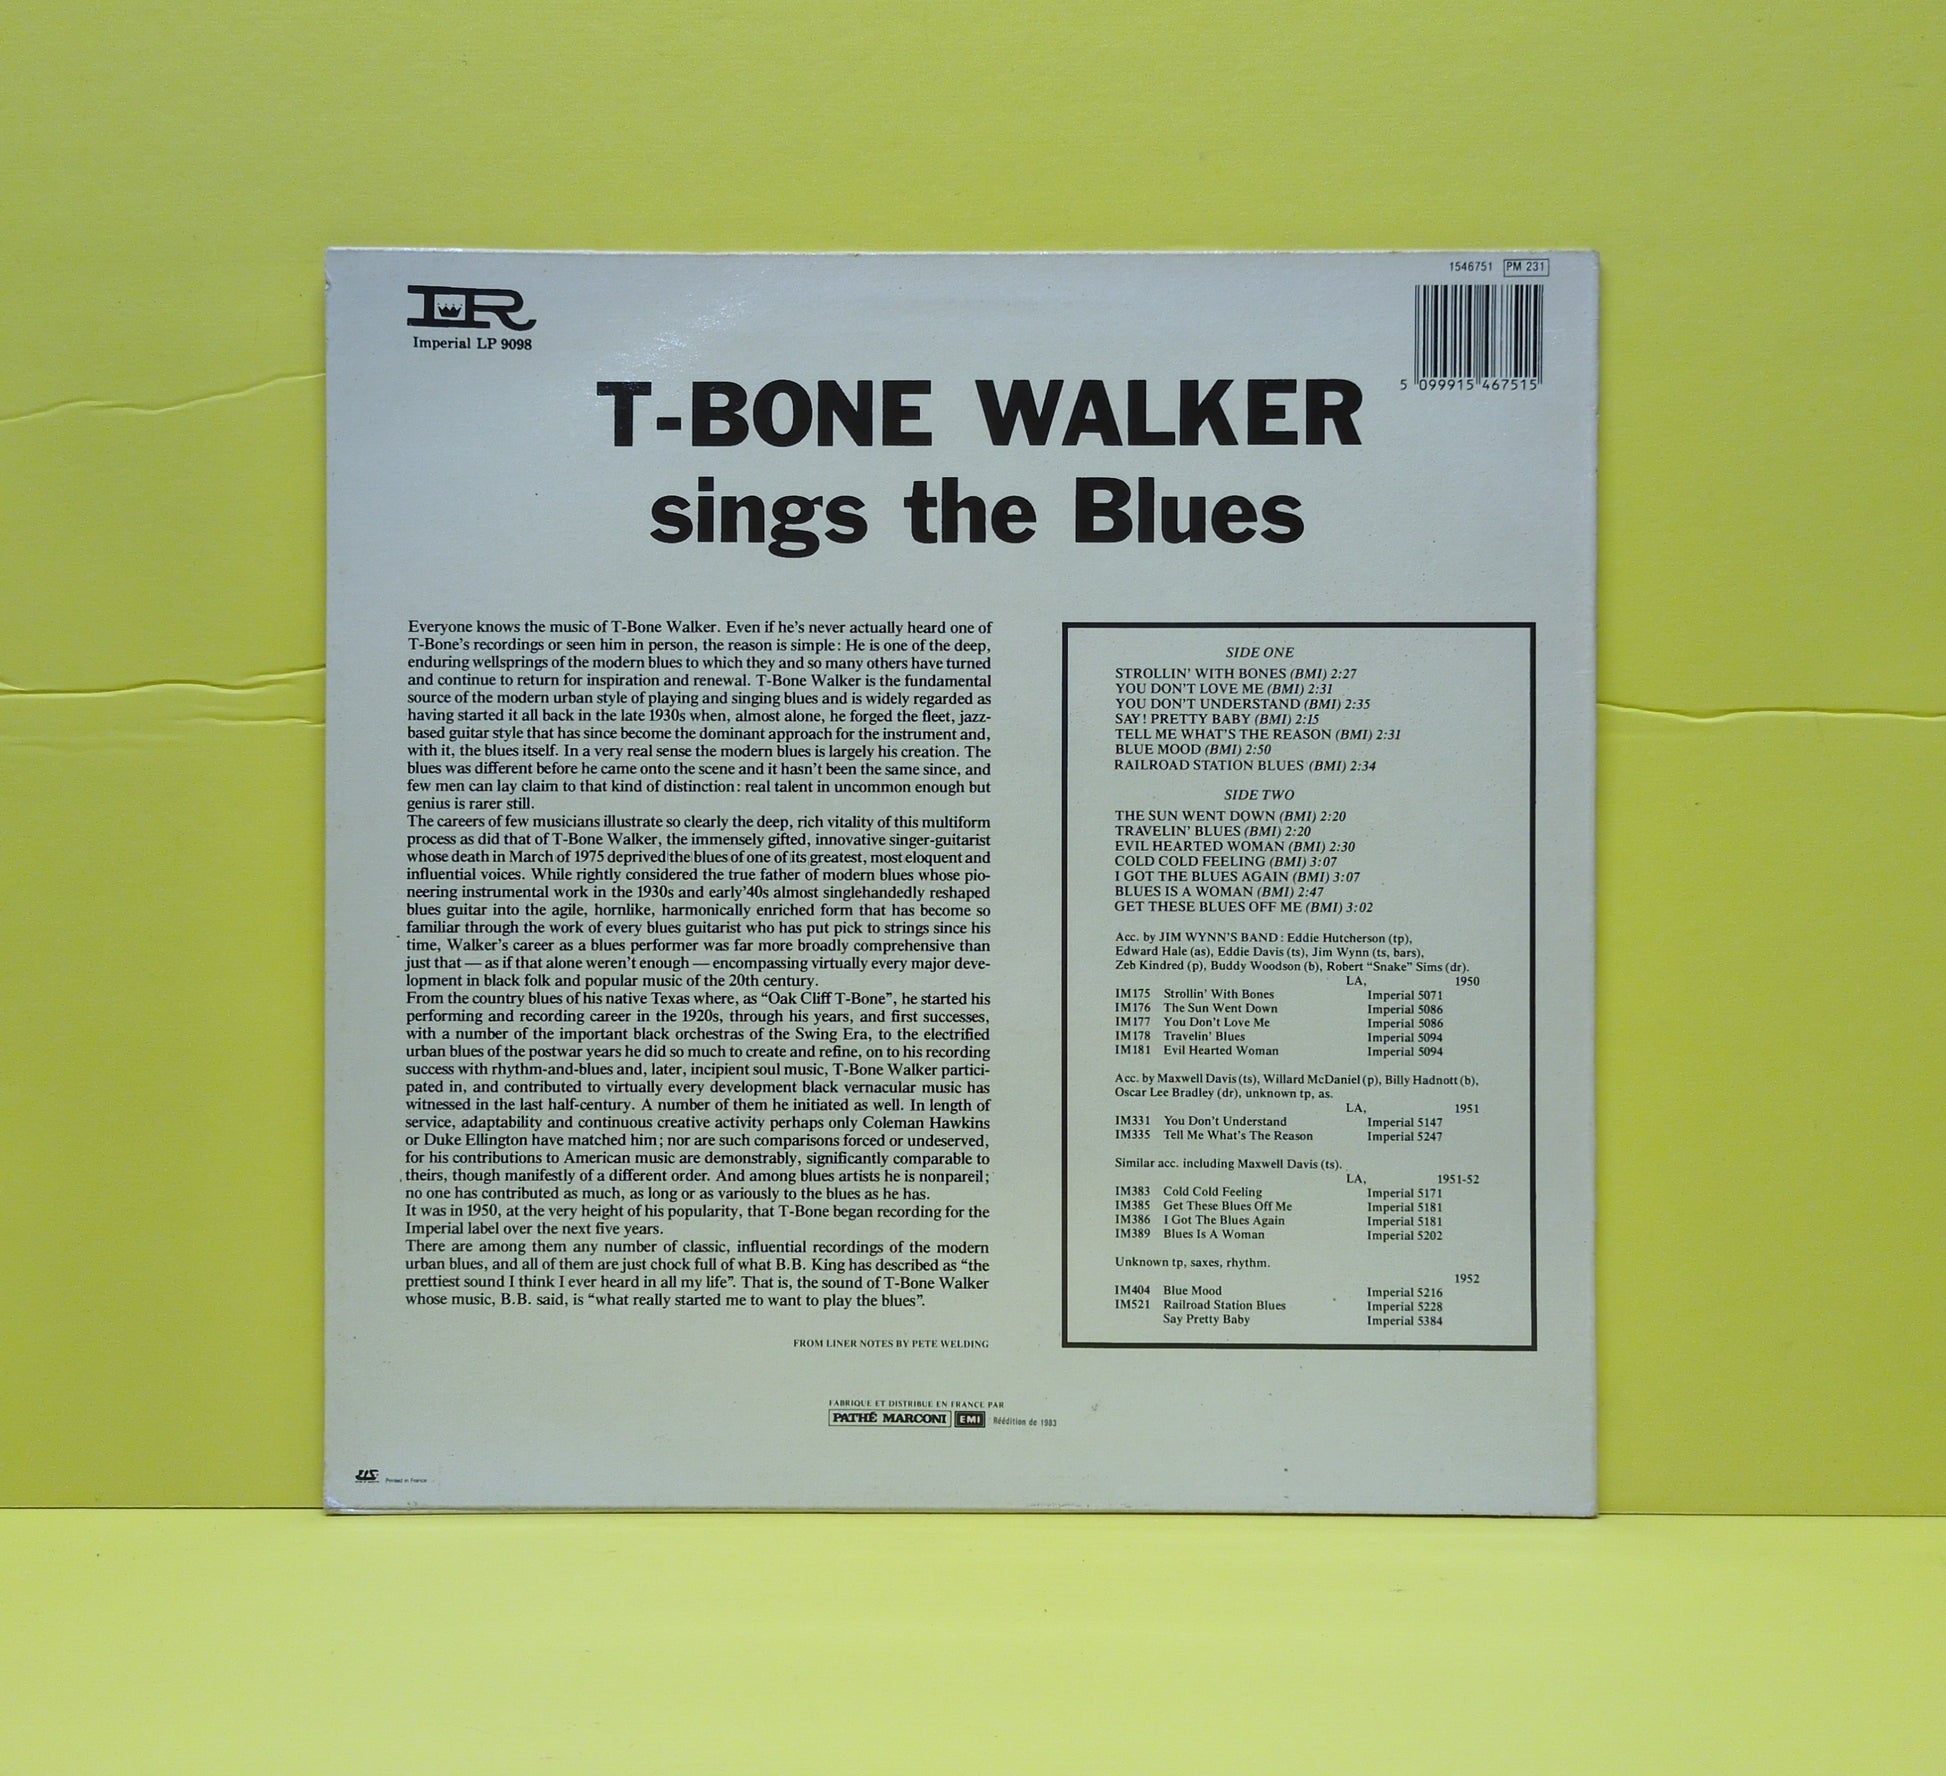 1546751 PM 231
IR
Imperial LP 9098
5 099915 467515
T-BONE WALKER
sings the Blues
Everyone knows the music of T-Bone Walker. Even if he's never actually heard one of
T-Bone's recordings or seen him in person, the reason is simple: He is one of the deep,
enduring wellsprings of the modern blues to which they and so many others have turned
and continue to return for inspiration and renewal. T-Bone Walker is the fundamental
source of the modern urban style of playing and singing blues and is widely regarded as
having started it all back in the late 1930s when, almost alone, he forged the fleet, jazz-
based guitar style that has since become the dominant approach for the instrument and,
with it, the blues itself. In a very real sense the modern blues is largely his creation. The
blues was different before he came onto the scene and it hasn't been the same since, and
few men can lay claim to that kind of distinction: real talent in uncommon enough but
genius is rarer still.
The careers of few musicians illustrate so clearly the deep, rich vitality of this multiform
process as did that of T-Bone Walker, the immensely gifted, innovative singer-guitarist
whose death in March of 1975 deprived the blues of one of its greatest, most eloquent and
influential voices. While rightly considered the true father of modern blues whose pio-
neering instrumental work in the 1930s and early'40s almost singlehandedly reshaped
blues guitar into the agile, hornlike, harmonically enriched form that has become so
familiar through the work of every blues guitarist who has put pick to strings since his
time, Walker's career as a blues performer was far more broadly comprehensive than
just that — as if that alone weren't enough — encompassing virtually every major deve-
lopment in black folk and popular music of the 20th century.
From the country blues of his native Texas where, as "Oak Cliff T-Bone", he started his
performing and recording career in the 1920s, through his years, and first successes,
with a number of the important black orchestras of the Swing Era, to the electrified
urban blues of the postwar years he did so much to create and refine, on to his recording
success with rhythm-and-blues and, later, incipient soul music, T-Bone Walker partici-
pated in, and contributed to virtually every development black vernacular music has
witnessed in the last half-century. A number of them he initiated as well. In length of
service, adaptability and continuous creative activity perhaps only Coleman Hawkins
or Duke Ellington have matched him; nor are such comparisons forced or undeserved,
for his contributions to American music are demonstrably, significantly comparable to
theirs, though manifestly of a different order. And among blues artists he is nonpareil;
no one has contributed as much, as long or as variously to the blues as he has.
It was in 1950, at the very height of his popularity, that T-Bone began recording for the
Imperial label over the next five years.
There are among them any number of classic, influential recordings of the modern
urban blues, and all of them are just chock full of what B.B. King has described as "the
prettiest sound I think I ever heard in all my life". That is, the sound of T-Bone Walker
whose music, B.B. said, is "what really started me to want to play the blues".
FROM LINER NOTES BY PETE WELDING
SIDE ONE
STROLLIN' WITH BONES (BMI) 2:27
YOU DON'T LOVE ME (BMI) 2:31
YOU DON'T UNDERSTAND (BMI) 2:35
SAY! PRETTY BABY (BMI) 2:15
TELL ME WHAT'S THE REASON (BMI) 2:31
BLUE MOOD (BMI) 2:50
RAILROAD STATION BLUES (BMI) 2:34
SIDE TWO
THE SUN WENT DOWN (BMI) 2:20
TRAVELIN' BLUES (BMI) 2:20
EVIL HEARTED WOMAN (BMI) 2:30
COLD COLD FEELING (BMI) 3:07
I GOT THE BLUES AGAIN (BMI) 3:07
BLUES IS A WOMAN (BMI) 2:47
GET THESE BLUES OFF ME (BMI) 3:02
Acc. by JIM WYNN'S BAND: Eddie Hutcherson (tp),
Edward Hale (as), Eddie Davis (ts), Jim Wynn (ts, bars),
Zeb Kindred (p), Buddy Woodson (b), Robert "Snake" Sims (dr).
LA, 1950
IM175 Strollin' With Bones Imperial 5071
IM176 The Sun Went Down Imperial 5086
IM177 You Don't Love Me Imperial 5086
IM178 Travelin' Blues Imperial 5094
IM181 Evil Hearted Woman Imperial 5094
Acc. by Maxwell Davis (ts), Willard McDaniel (p), Billy Hadnott (b),
Oscar Lee Bradley (dr), unknown tp, as.
LA, 1951
IM331 You Don't Understand Imperial 5147
IM335 Tell Me What's The Reason Imperial 5247
Similar acc. including Maxwell Davis (ts).
LA, 1951-52
IM383 Cold Cold Feeling Imperial 5171
IM385 Get These Blues Off Me Imperial 5181
IM386 I Got The Blues Again Imperial 5181
IM389 Blues Is A Woman Imperial 5202
Unknown tp, saxes, rhythm.
1952
IM404 Blue Mood Imperial 5216
IM521 Railroad Station Blues Imperial 5228
Say Pretty Baby Imperial 5384
FABRIQUE ET DISTRIBUE EN FRANCE PAR
PATHÉ MARCONI EMI Réédition de 1983
Printed in France